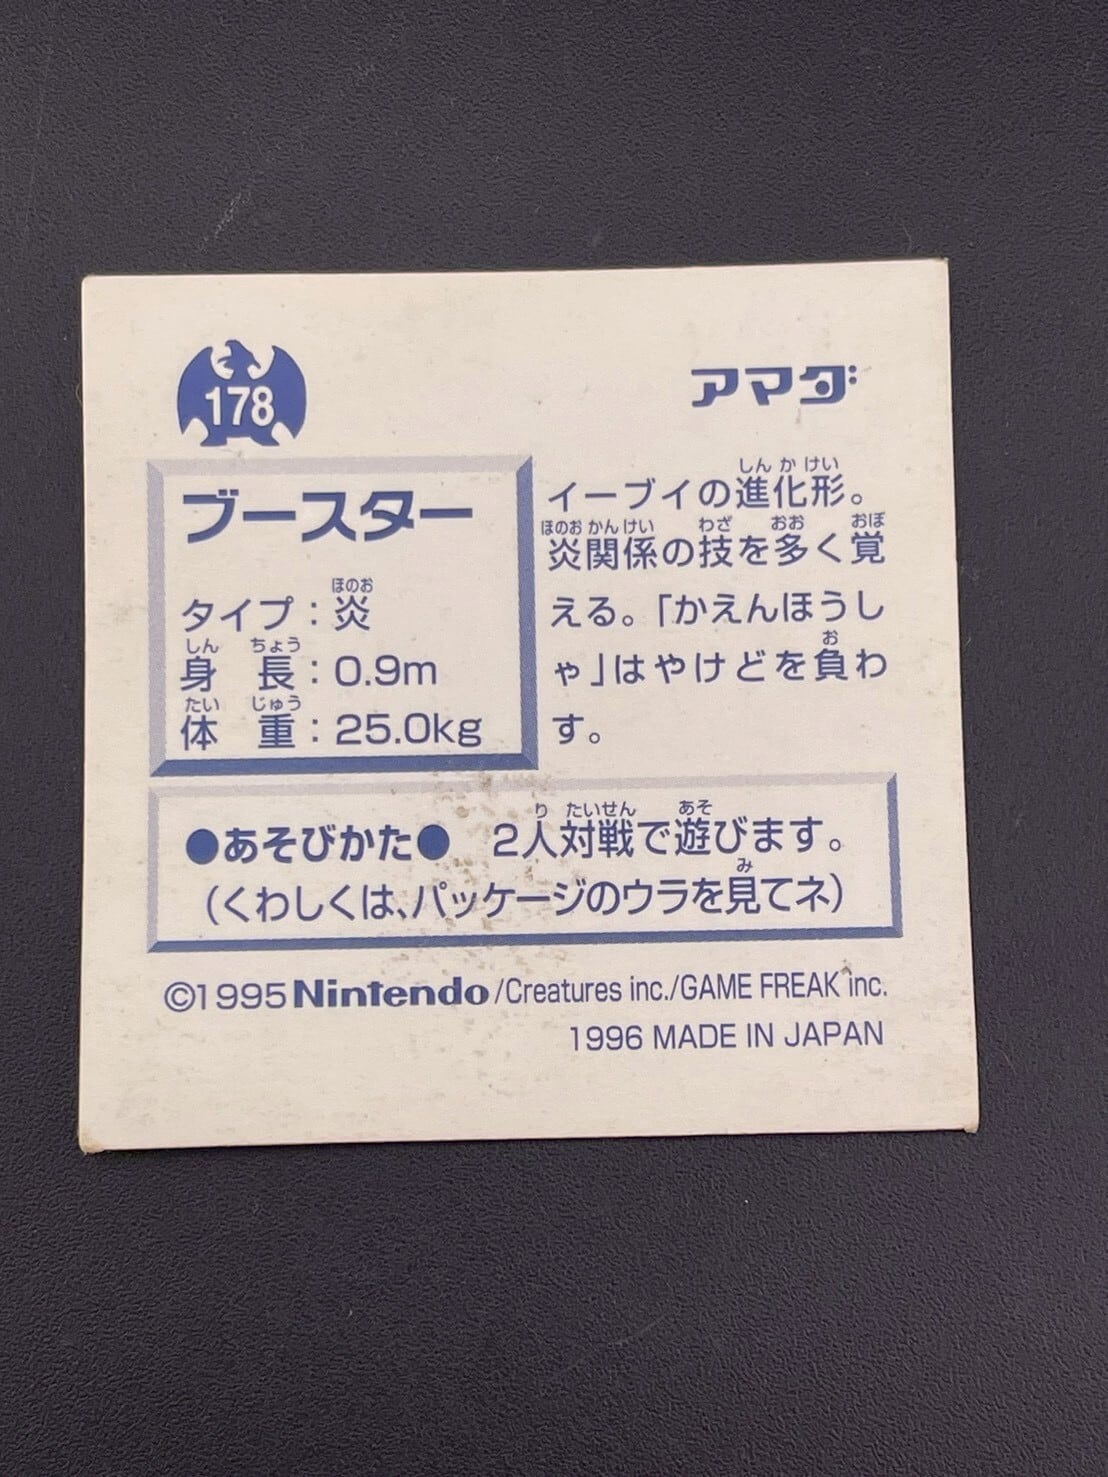 178
アマダ
ブースター
タイプ：炎
身長：0.9m
体重：25.0kg
イーブイの進化形。
炎関係の技を多く覚
える。「かえんほうし
ゃ」はやけどを負わ
す。
●あそびかた● 2人対戦で遊びます。
（くわしくは、パッケージのウラを見てネ）
©1995 Nintendo/Creatures inc./GAME FREAK inc.
1996 MADE IN JAPAN